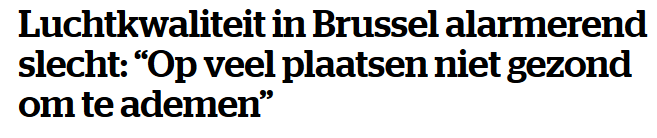 Luchtkwaliteit in Brussel alarmerend
slecht: “Op veel plaatsen niet gezond
om te ademen”